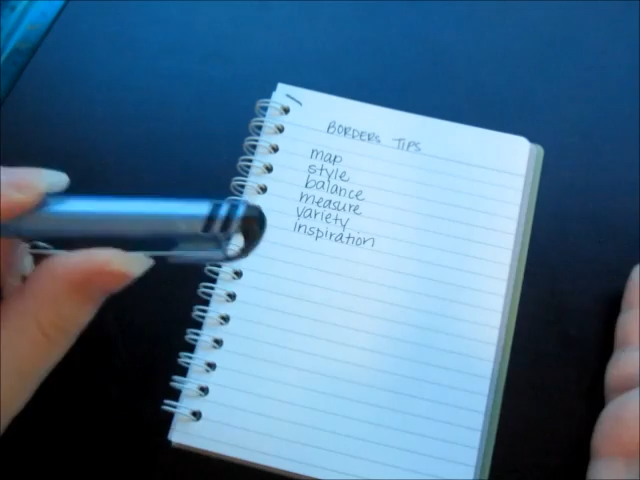 BORDERS TIPS
map
style
balance
measure
variety
inspiration